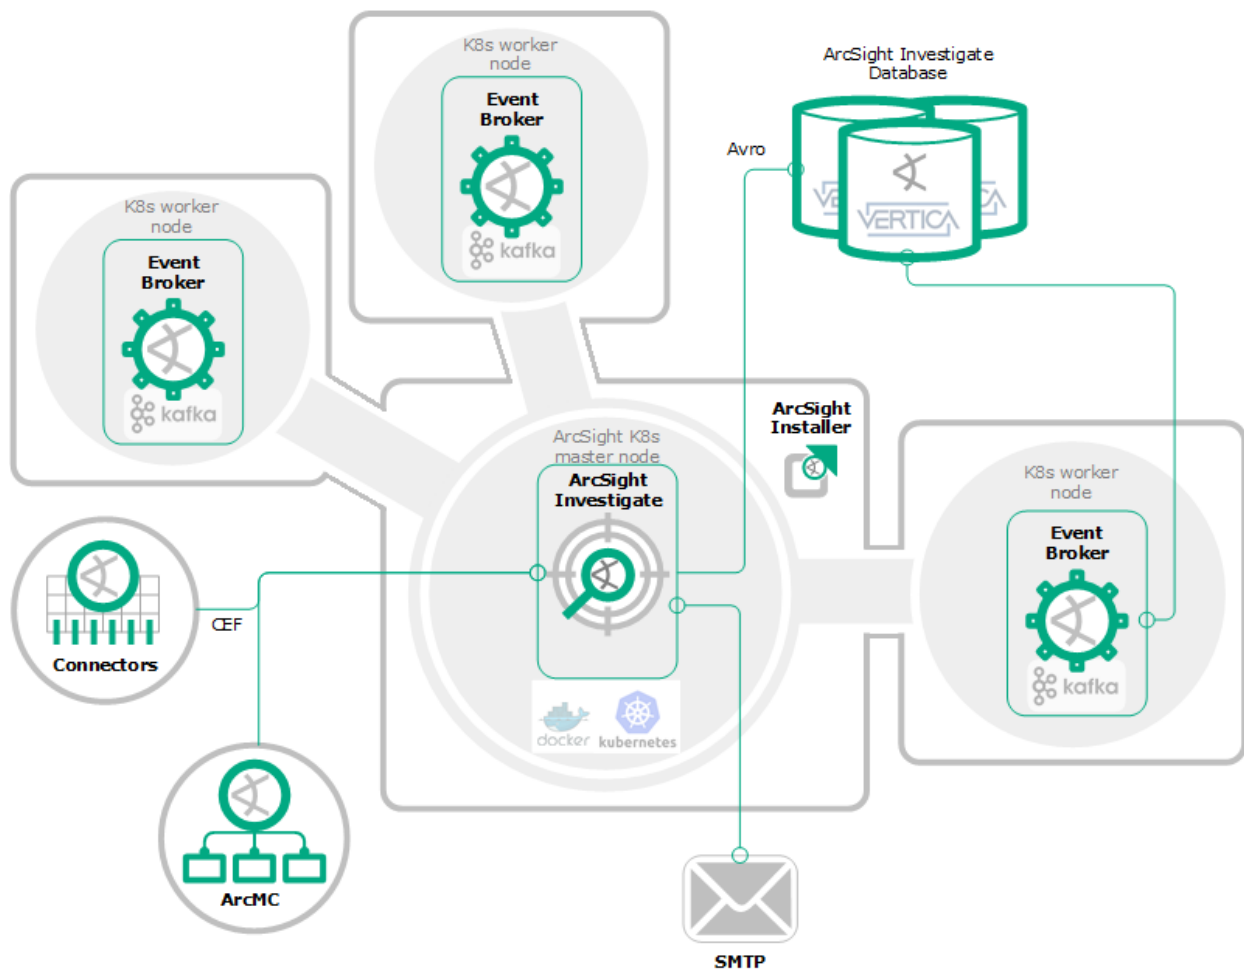 K8s worker
node
Event
Broker
kafka
ArcSight Investigate
Database
Avro
VERTICA
K8s worker
node
Event
Broker
kafka
ArcSight
Installer
ArcSight K8s
master node
ArcSight
Investigate
docker
kubernetes
K8s worker
node
Event
Broker
kafka
CEF
Connectors
ArcMC
SMTP